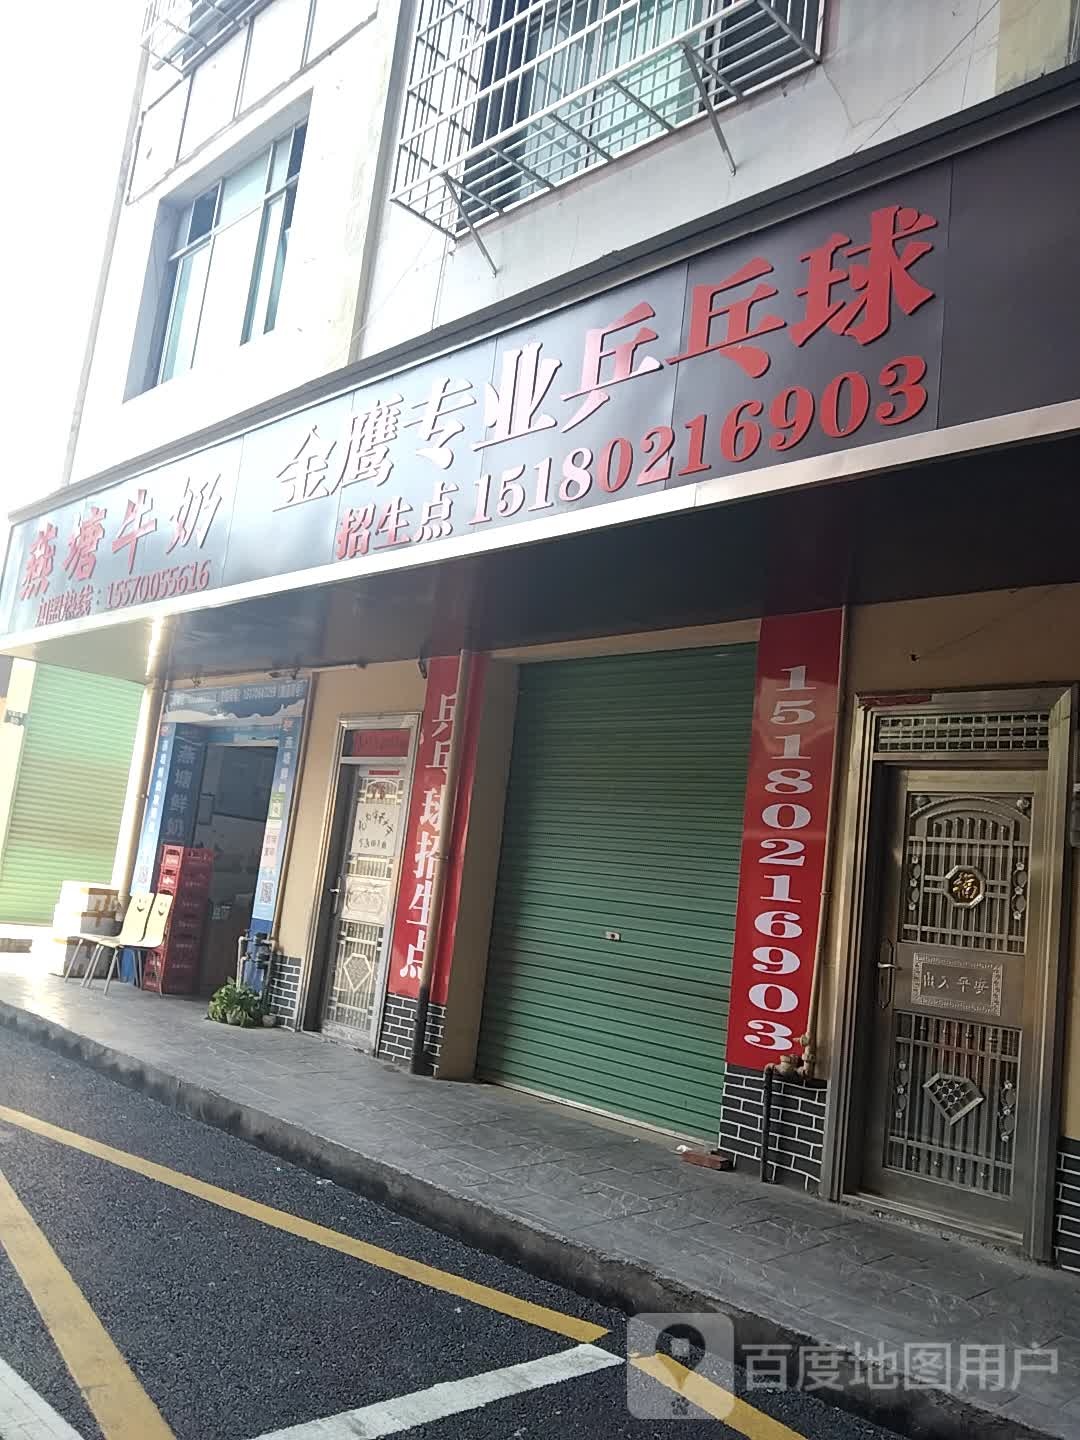 燕塘牛奶
加盟热线：15570055616
金鹰专业乒乓球
招生点 15180216903
乒乓球招生点
15180216903
福
出入平安
百度地图用户